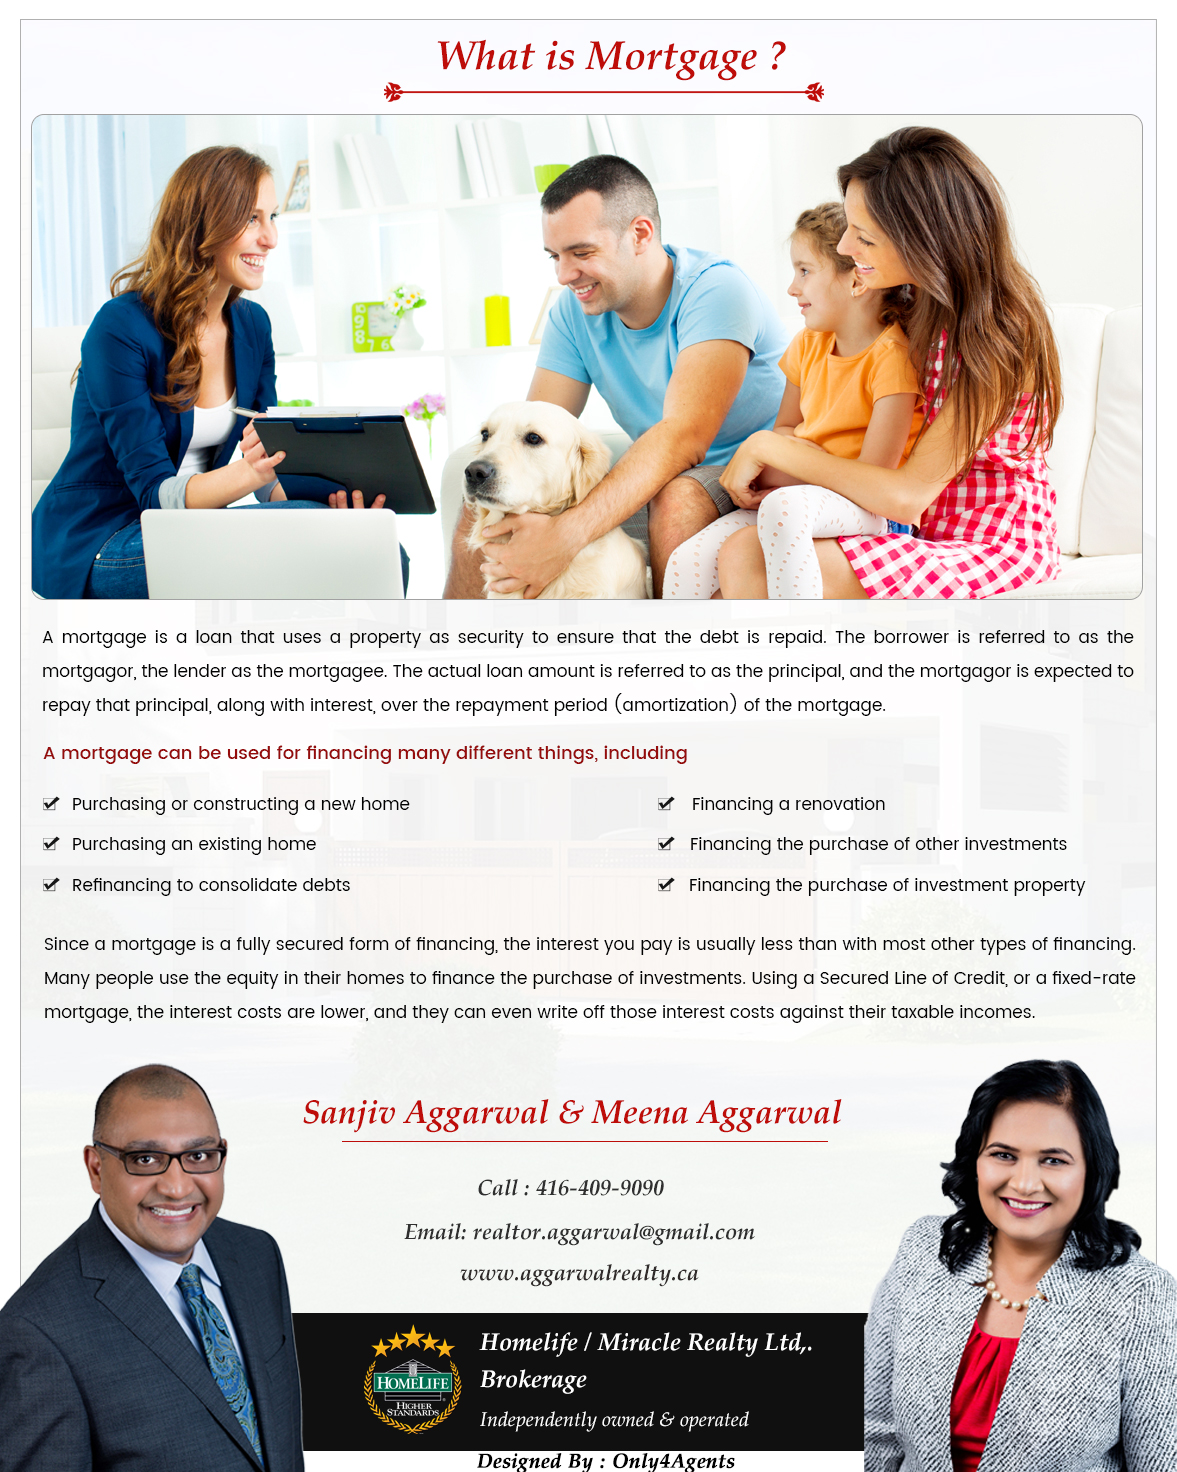 What is Mortgage ?
A mortgage is a loan that uses a property as security to ensure that the debt is repaid. The borrower is referred to as the
mortgagor, the lender as the mortgagee. The actual loan amount is referred to as the principal, and the mortgagor is expected to
repay that principal, along with interest, over the repayment period (amortization) of the mortgage.
A mortgage can be used for financing many different things, including
Purchasing or constructing a new home
Purchasing an existing home
Refinancing to consolidate debts
Financing a renovation
Financing the purchase of other investments
Financing the purchase of investment property
Since a mortgage is a fully secured form of financing, the interest you pay is usually less than with most other types of financing.
Many people use the equity in their homes to finance the purchase of investments. Using a Secured Line of Credit, or a fixed-rate
mortgage, the interest costs are lower, and they can even write off those interest costs against their taxable incomes.
Sanjiv Aggarwal & Meena Aggarwal
Call : 416-409-9090
Email: realtor.aggarwal@gmail.com
www.aggarwalrealty.ca
HOMELIFE
HIGHER
STANDARDS
Homelife / Miracle Realty Ltd,.
Brokerage
Independently owned & operated
Designed By : Only4Agents